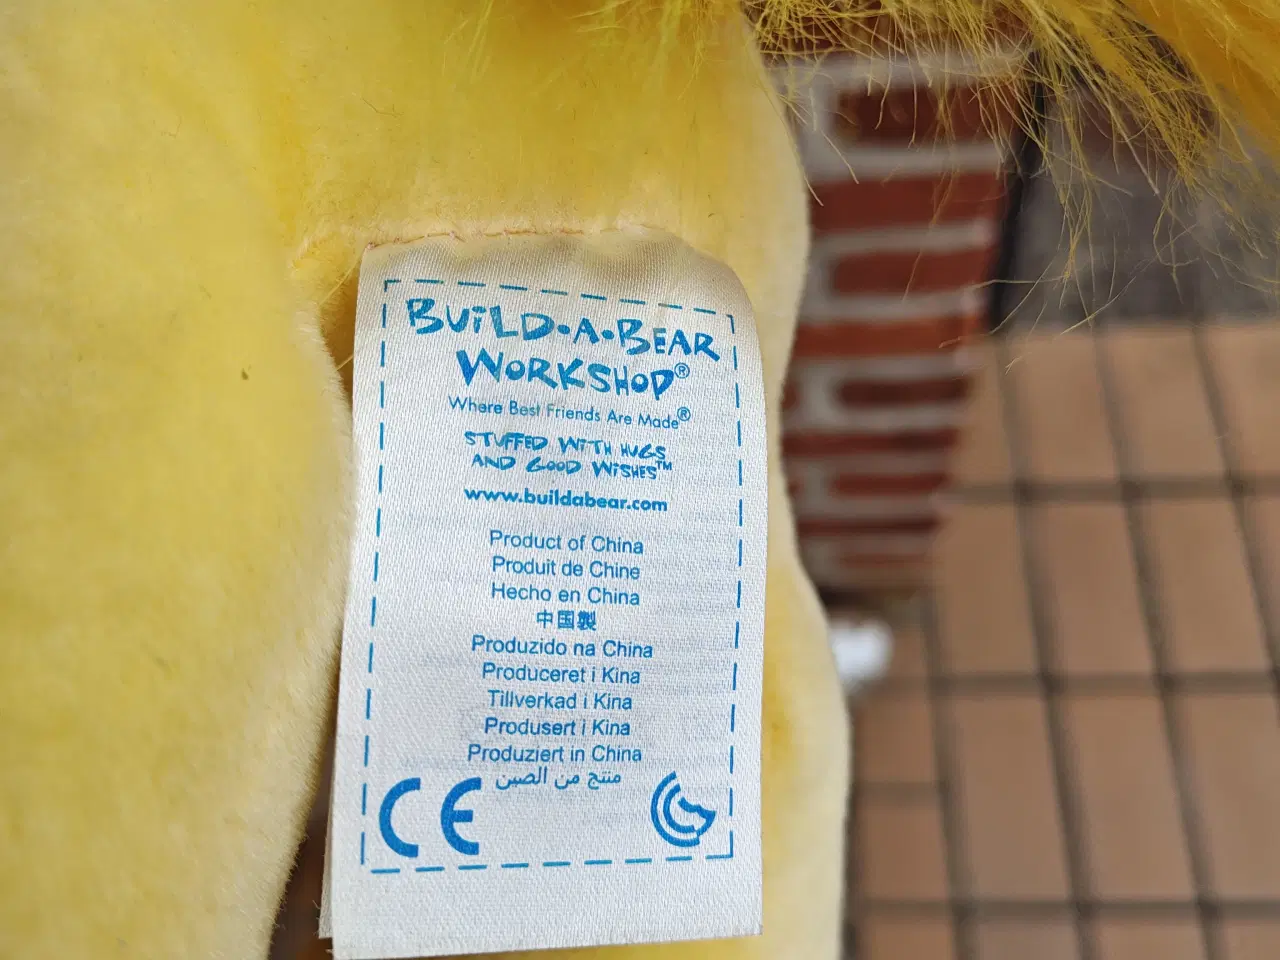 BUiLD•A•BEAR
WORKSHOP®
Where Best Friends Are Made®
STUFFED WiTH HUGS
AND GOOD WiSHES™
www.buildabear.com
Product of China
Produit de Chine
Hecho en China
中国製
Produzido na China
Produceret i Kina
Tillverkad i Kina
Produsert i Kina
Produziert in China
منتج من الصين
CE